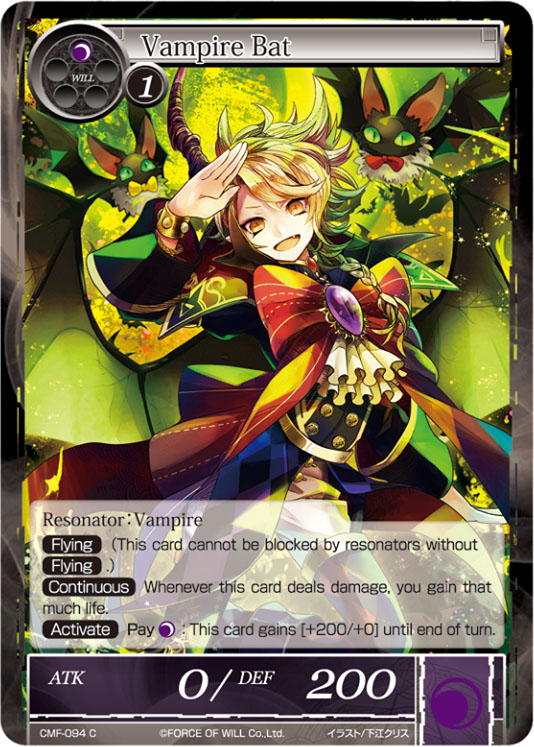 Vampire Bat
WILL
1
Resonator:Vampire
Flying (This card cannot be blocked by resonators without
Flying .)
Continuous Whenever this card deals damage, you gain that
much life.
Activate Pay : This card gains [+200/+0] until end of turn.
ATK 0 / DEF 200
CMF-094 C ©FORCE OF WILL Co.,Ltd. イラスト/下江クリス